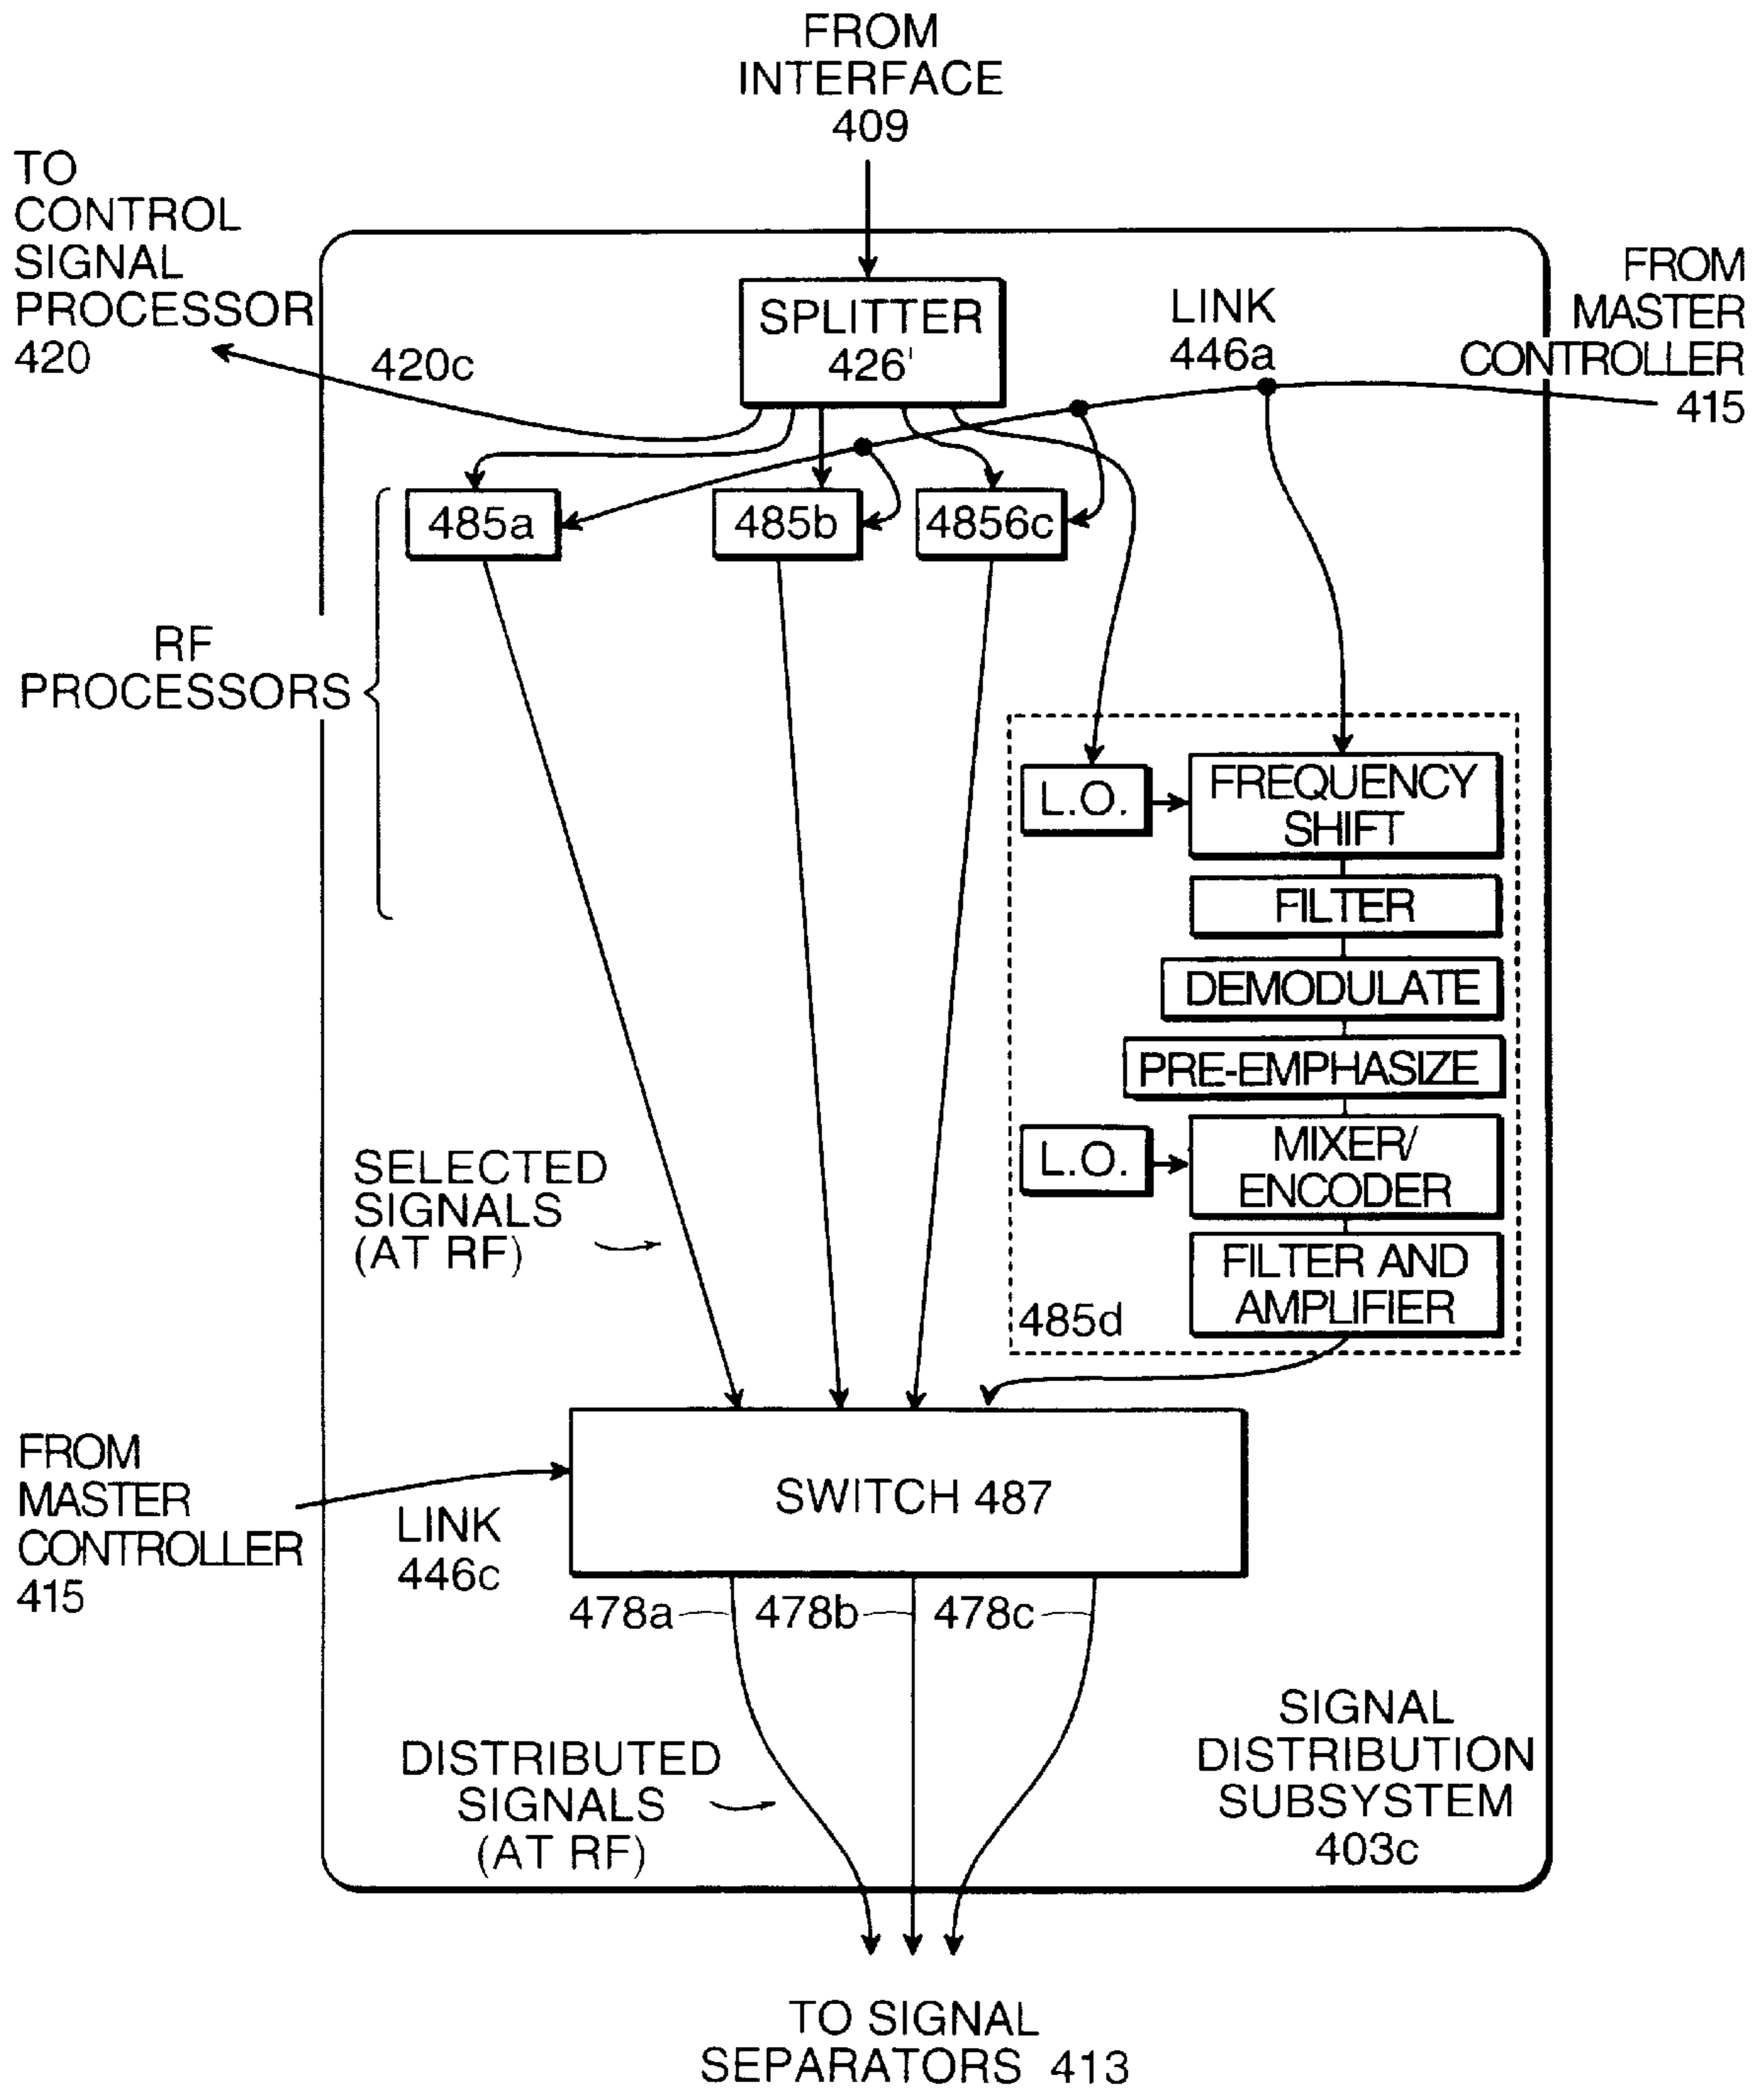 FROM
INTERFACE
409
TO
CONTROL
SIGNAL
PROCESSOR
420
420c
SPLITTER
426'
LINK
446a
FROM
MASTER
CONTROLLER
415
485a
485b
4856c
RF
PROCESSORS
L.O.
FREQUENCY
SHIFT
FILTER
DEMODULATE
PRE-EMPHASIZE
L.O.
MIXER/
ENCODER
FILTER AND
AMPLIFIER
485d
SELECTED
SIGNALS
(AT RF)
FROM
MASTER
CONTROLLER
415
LINK
446c
SWITCH 487
478a
478b
478c
DISTRIBUTED
SIGNALS
(AT RF)
SIGNAL
DISTRIBUTION
SUBSYSTEM
403c
TO SIGNAL
SEPARATORS 413